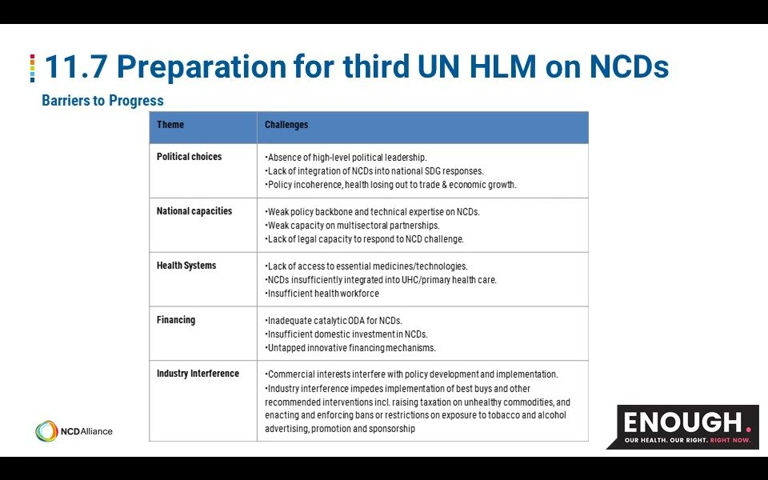 11.7 Preparation for third UN HLM on NCDs
Barriers to Progress
Theme
Challenges
Political choices
•Absence of high-level political leadership.
•Lack of integration of NCDs into national SDG responses.
•Policy incoherence, health losing out to trade & economic growth.
National capacities
•Weak policy backbone and technical expertise on NCDs.
•Weak capacity on multisectoral partnerships.
•Lack of legal capacity to respond to NCD challenge.
Health Systems
•Lack of access to essential medicines/technologies.
•NCDs insufficiently integrated into UHC/primary health care.
•Insufficient health workforce
Financing
•Inadequate catalytic ODA for NCDs.
•Insufficient domestic investment in NCDs.
•Untapped innovative financing mechanisms.
Industry Interference
•Commercial interests interfere with policy development and implementation.
•Industry interference impedes implementation of best buys and other
recommended interventions incl. raising taxation on unhealthy commodities, and
enacting and enforcing bans or restrictions on exposure to tobacco and alcohol
advertising, promotion and sponsorship
NCDAlliance
ENOUGH.
OUR HEALTH. OUR RIGHT. RIGHT NOW.